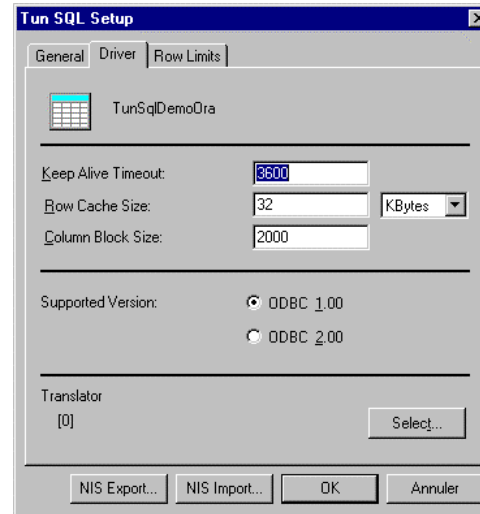 Tun SQL Setup
General Driver Row Limits
TunSqlDemoOra
Keep Alive Timeout: 3600
Row Cache Size: 32 KBytes
Column Block Size: 2000
Supported Version: ODBC 1.00
ODBC 2.00
Translator
[0] Select...
NIS Export... NIS Import... OK Annuler